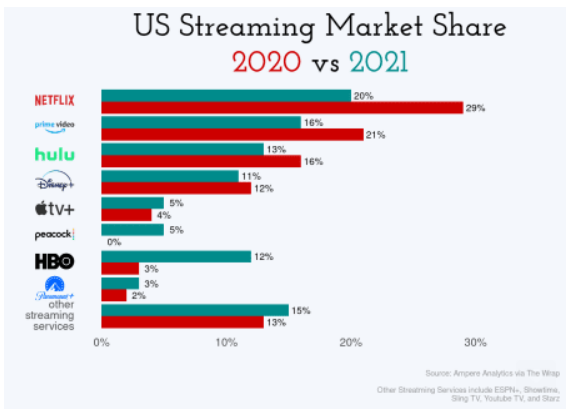 US Streaming Market Share
2020 vs 2021
NETFLIX
20%
29%
prime video
16%
21%
hulu
13%
16%
Disney+
11%
12%
tv+
5%
4%
peacock
5%
0%
HBO
12%
3%
Paramount+
3%
2%
other
streaming
services
15%
13%
0%
10%
20%
30%
Source: Ampere Analytics via The Wrap
Other Streatming Services include ESPN+, Showtime,
Sling TV, Youtube TV, and Starz